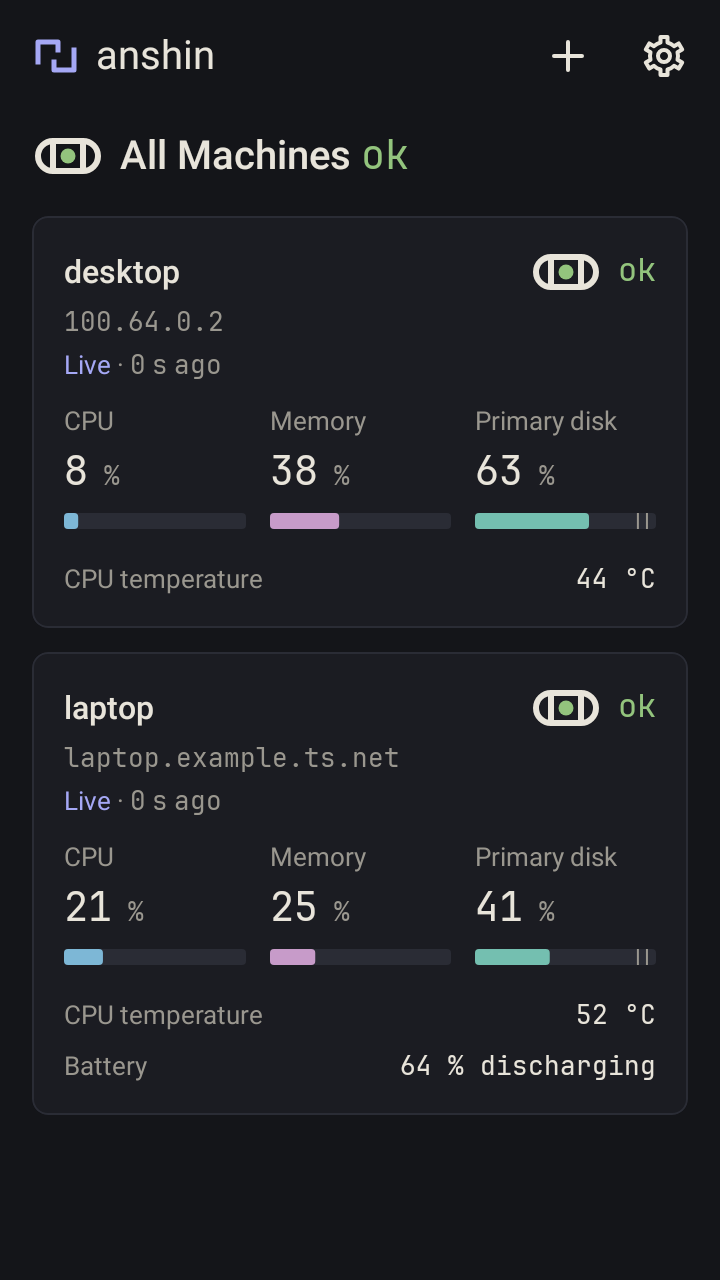 anshin
All Machines ok
desktop ok
100.64.0.2
Live · 0 s ago
CPU Memory Primary disk
8 % 38 % 63 %
CPU temperature 44 °C
laptop ok
laptop.example.ts.net
Live · 0 s ago
CPU Memory Primary disk
21 % 25 % 41 %
CPU temperature 52 °C
Battery 64 % discharging